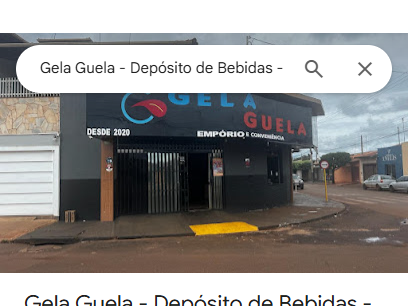 Gela Guela - Depósito de Bebidas -
GELA
GUELA
DESDE 2020
EMPÓRIO E CONVENIÊNCIA
Gela Guela - Depósito de Bebidas -